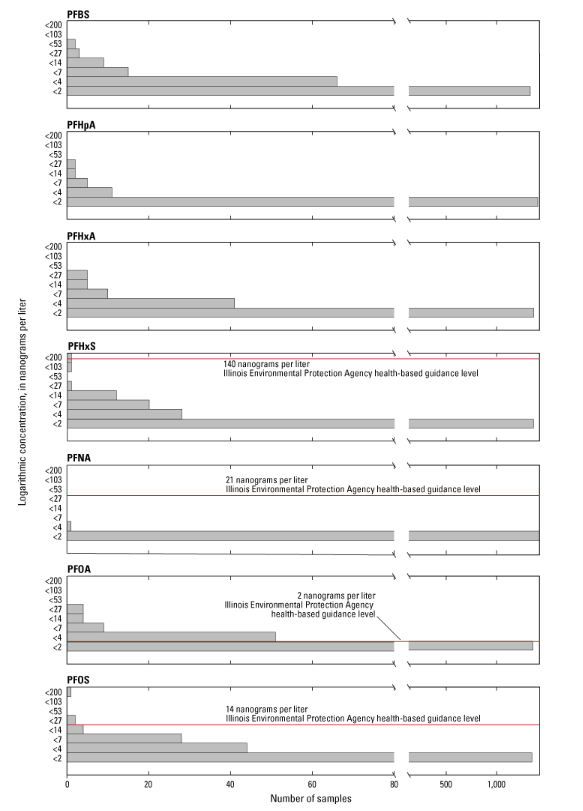 PFBS
<200
<103
<53
<27
<14
<7
<4
<2
PFHpA
<200
<103
<53
<27
<14
<7
<4
<2
PFHxA
<200
<103
<53
<27
<14
<7
<4
<2
Logarithmic concentration, in nanograms per liter
PFHxS
<200
<103
<53
<27
<14
<7
<4
<2
140 nanograms per liter
Illinois Environmental Protection Agency health-based guidance level
PFNA
<200
<103
<53
<27
<14
<7
<4
<2
21 nanograms per liter
Illinois Environmental Protection Agency health-based guidance level
PFOA
<200
<103
<53
<27
<14
<7
<4
<2
2 nanograms per liter
Illinois Environmental Protection Agency
health-based guidance level
PFOS
<200
<103
<53
<27
<14
<7
<4
<2
14 nanograms per liter
Illinois Environmental Protection Agency health-based guidance level
0 20 40 60 80 500 1,000
Number of samples